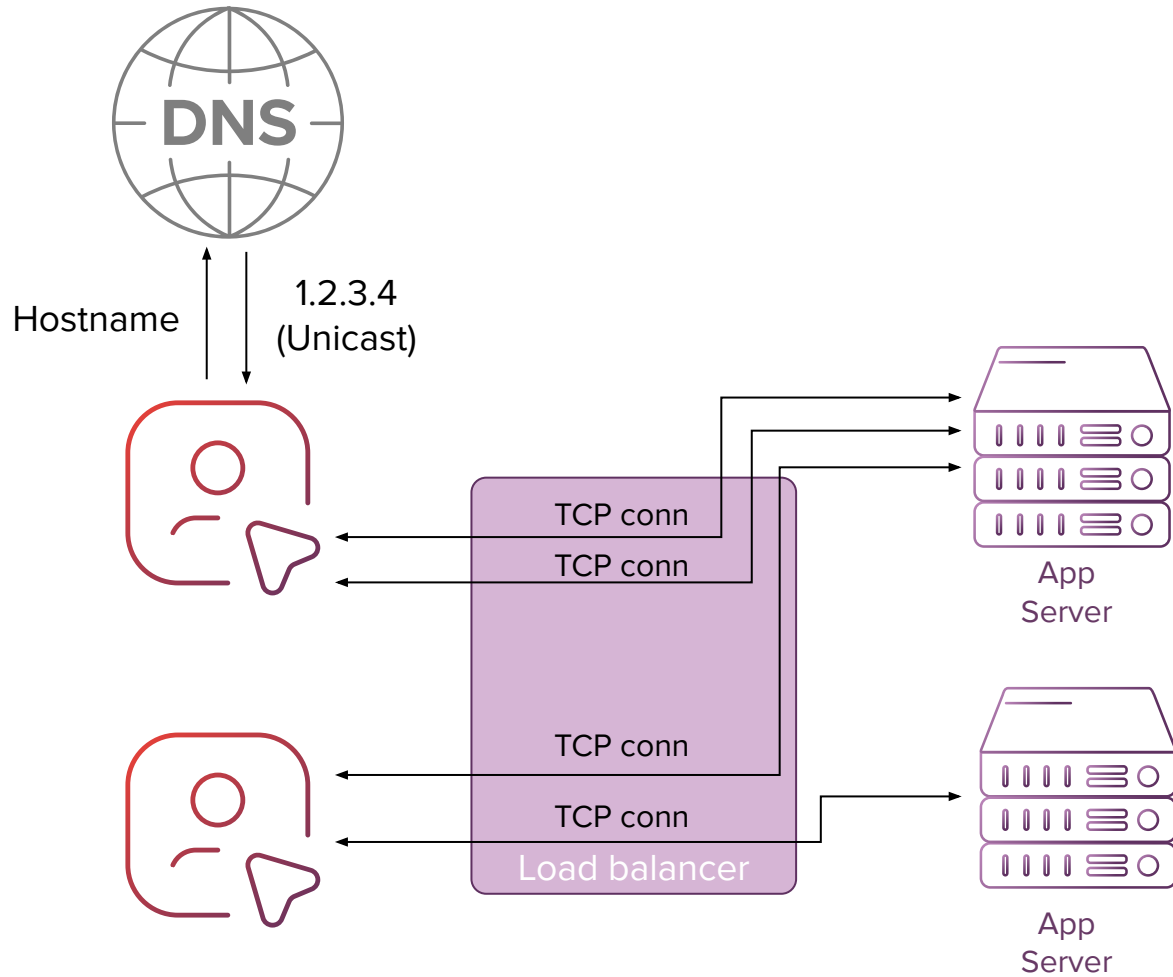 DNS
Hostname
1.2.3.4
(Unicast)
TCP conn
TCP conn
App
Server
TCP conn
TCP conn
Load balancer
App
Server